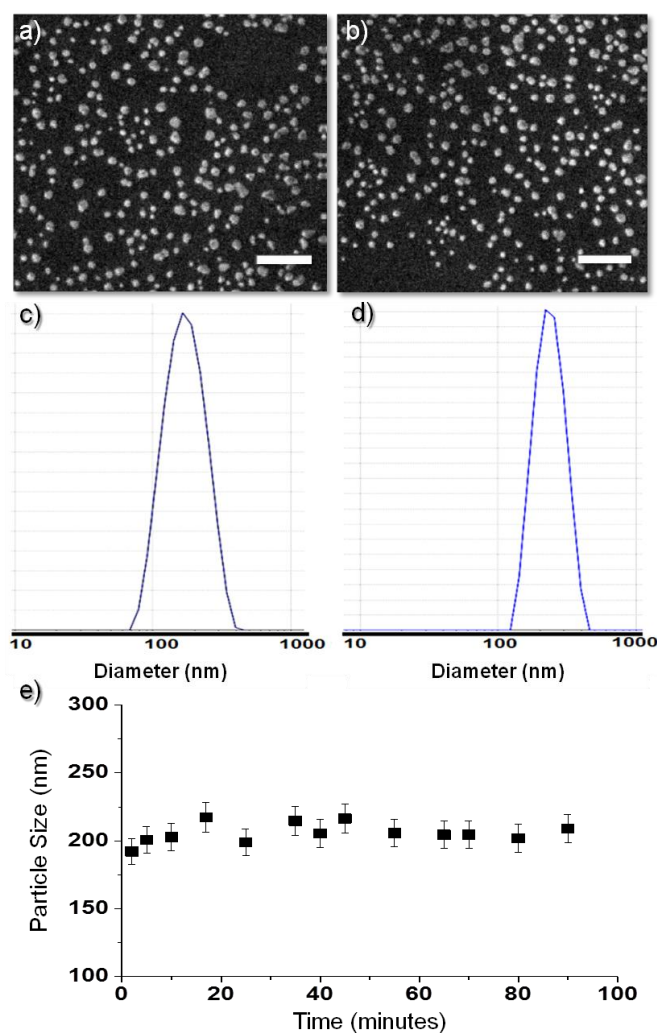 a)
b)
c)
d)
10 100 1000
10 100 1000
Diameter (nm)
Diameter (nm)
e)
300
250
200
150
100
Particle Size (nm)
0 20 40 60 80 100
Time (minutes)